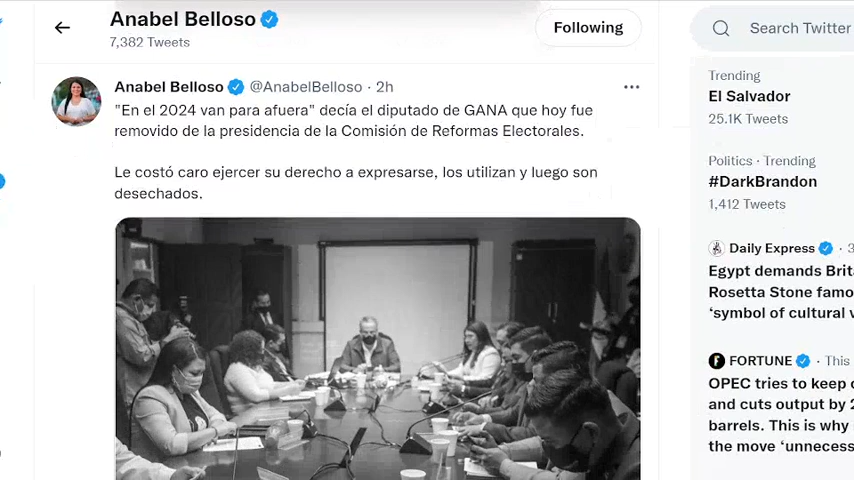 Anabel Belloso
7,382 Tweets
Following
Anabel Belloso @AnabelBelloso · 2h
"En el 2024 van para afuera" decía el diputado de GANA que hoy fue
removido de la presidencia de la Comisión de Reformas Electorales.
Le costó caro ejercer su derecho a expresarse, los utilizan y luego son
desechados.
Search Twitter
Trending
El Salvador
25.1K Tweets
Politics · Trending
#DarkBrandon
1,412 Tweets
Daily Express · 3
Egypt demands Brit
Rosetta Stone famo
'symbol of cultural v
FORTUNE · This
OPEC tries to keep
and cuts output by 2
barrels. This is why
the move 'unnecess